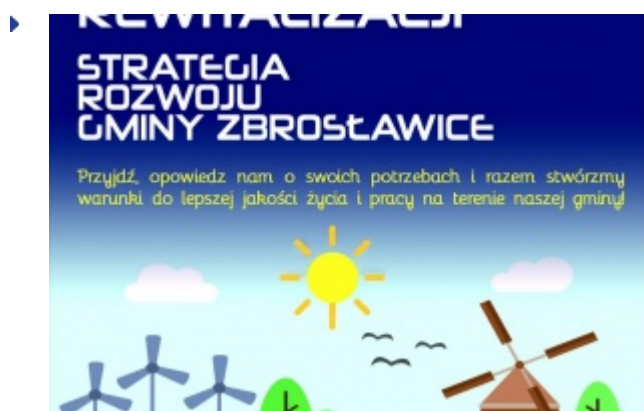 REWITALIZACJI
STRATEGIA
ROZWOJU
GMINY ZBROSŁAWICE
Przyjdź, opowiedz nam o swoich potrzebach i razem stwórzmy
warunki do lepszej jakości życia i pracy na terenie naszej gminy!